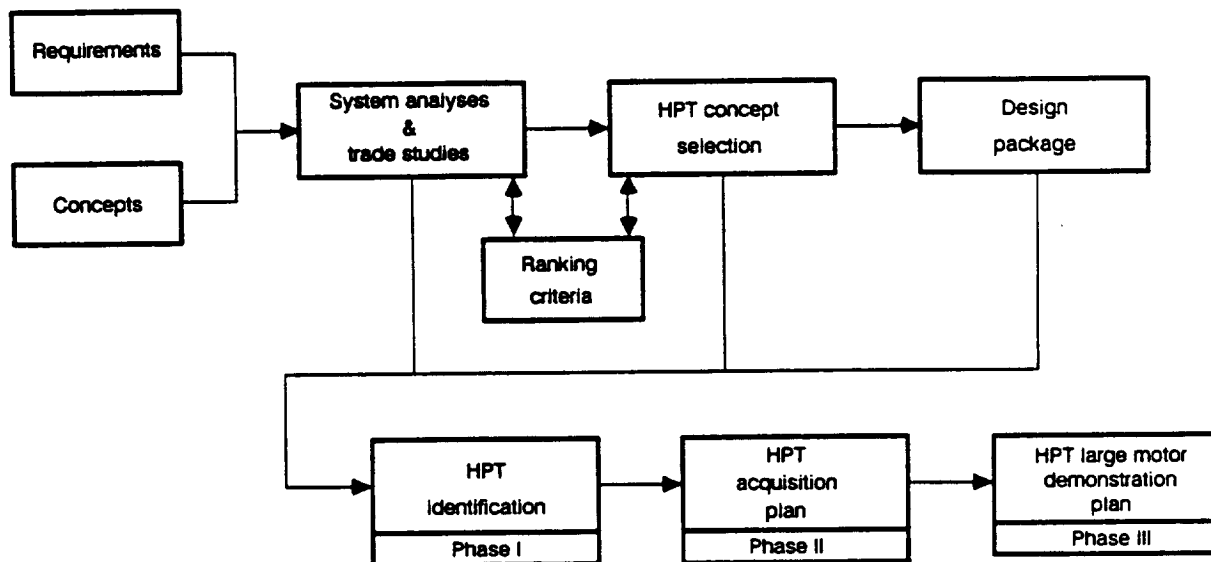 Requirements
Concepts
System analyses
&
trade studies
HPT concept
selection
Design
package
Ranking
criteria
HPT
identification
Phase I
HPT
acquisition
plan
Phase II
HPT large motor
demonstration
plan
Phase III